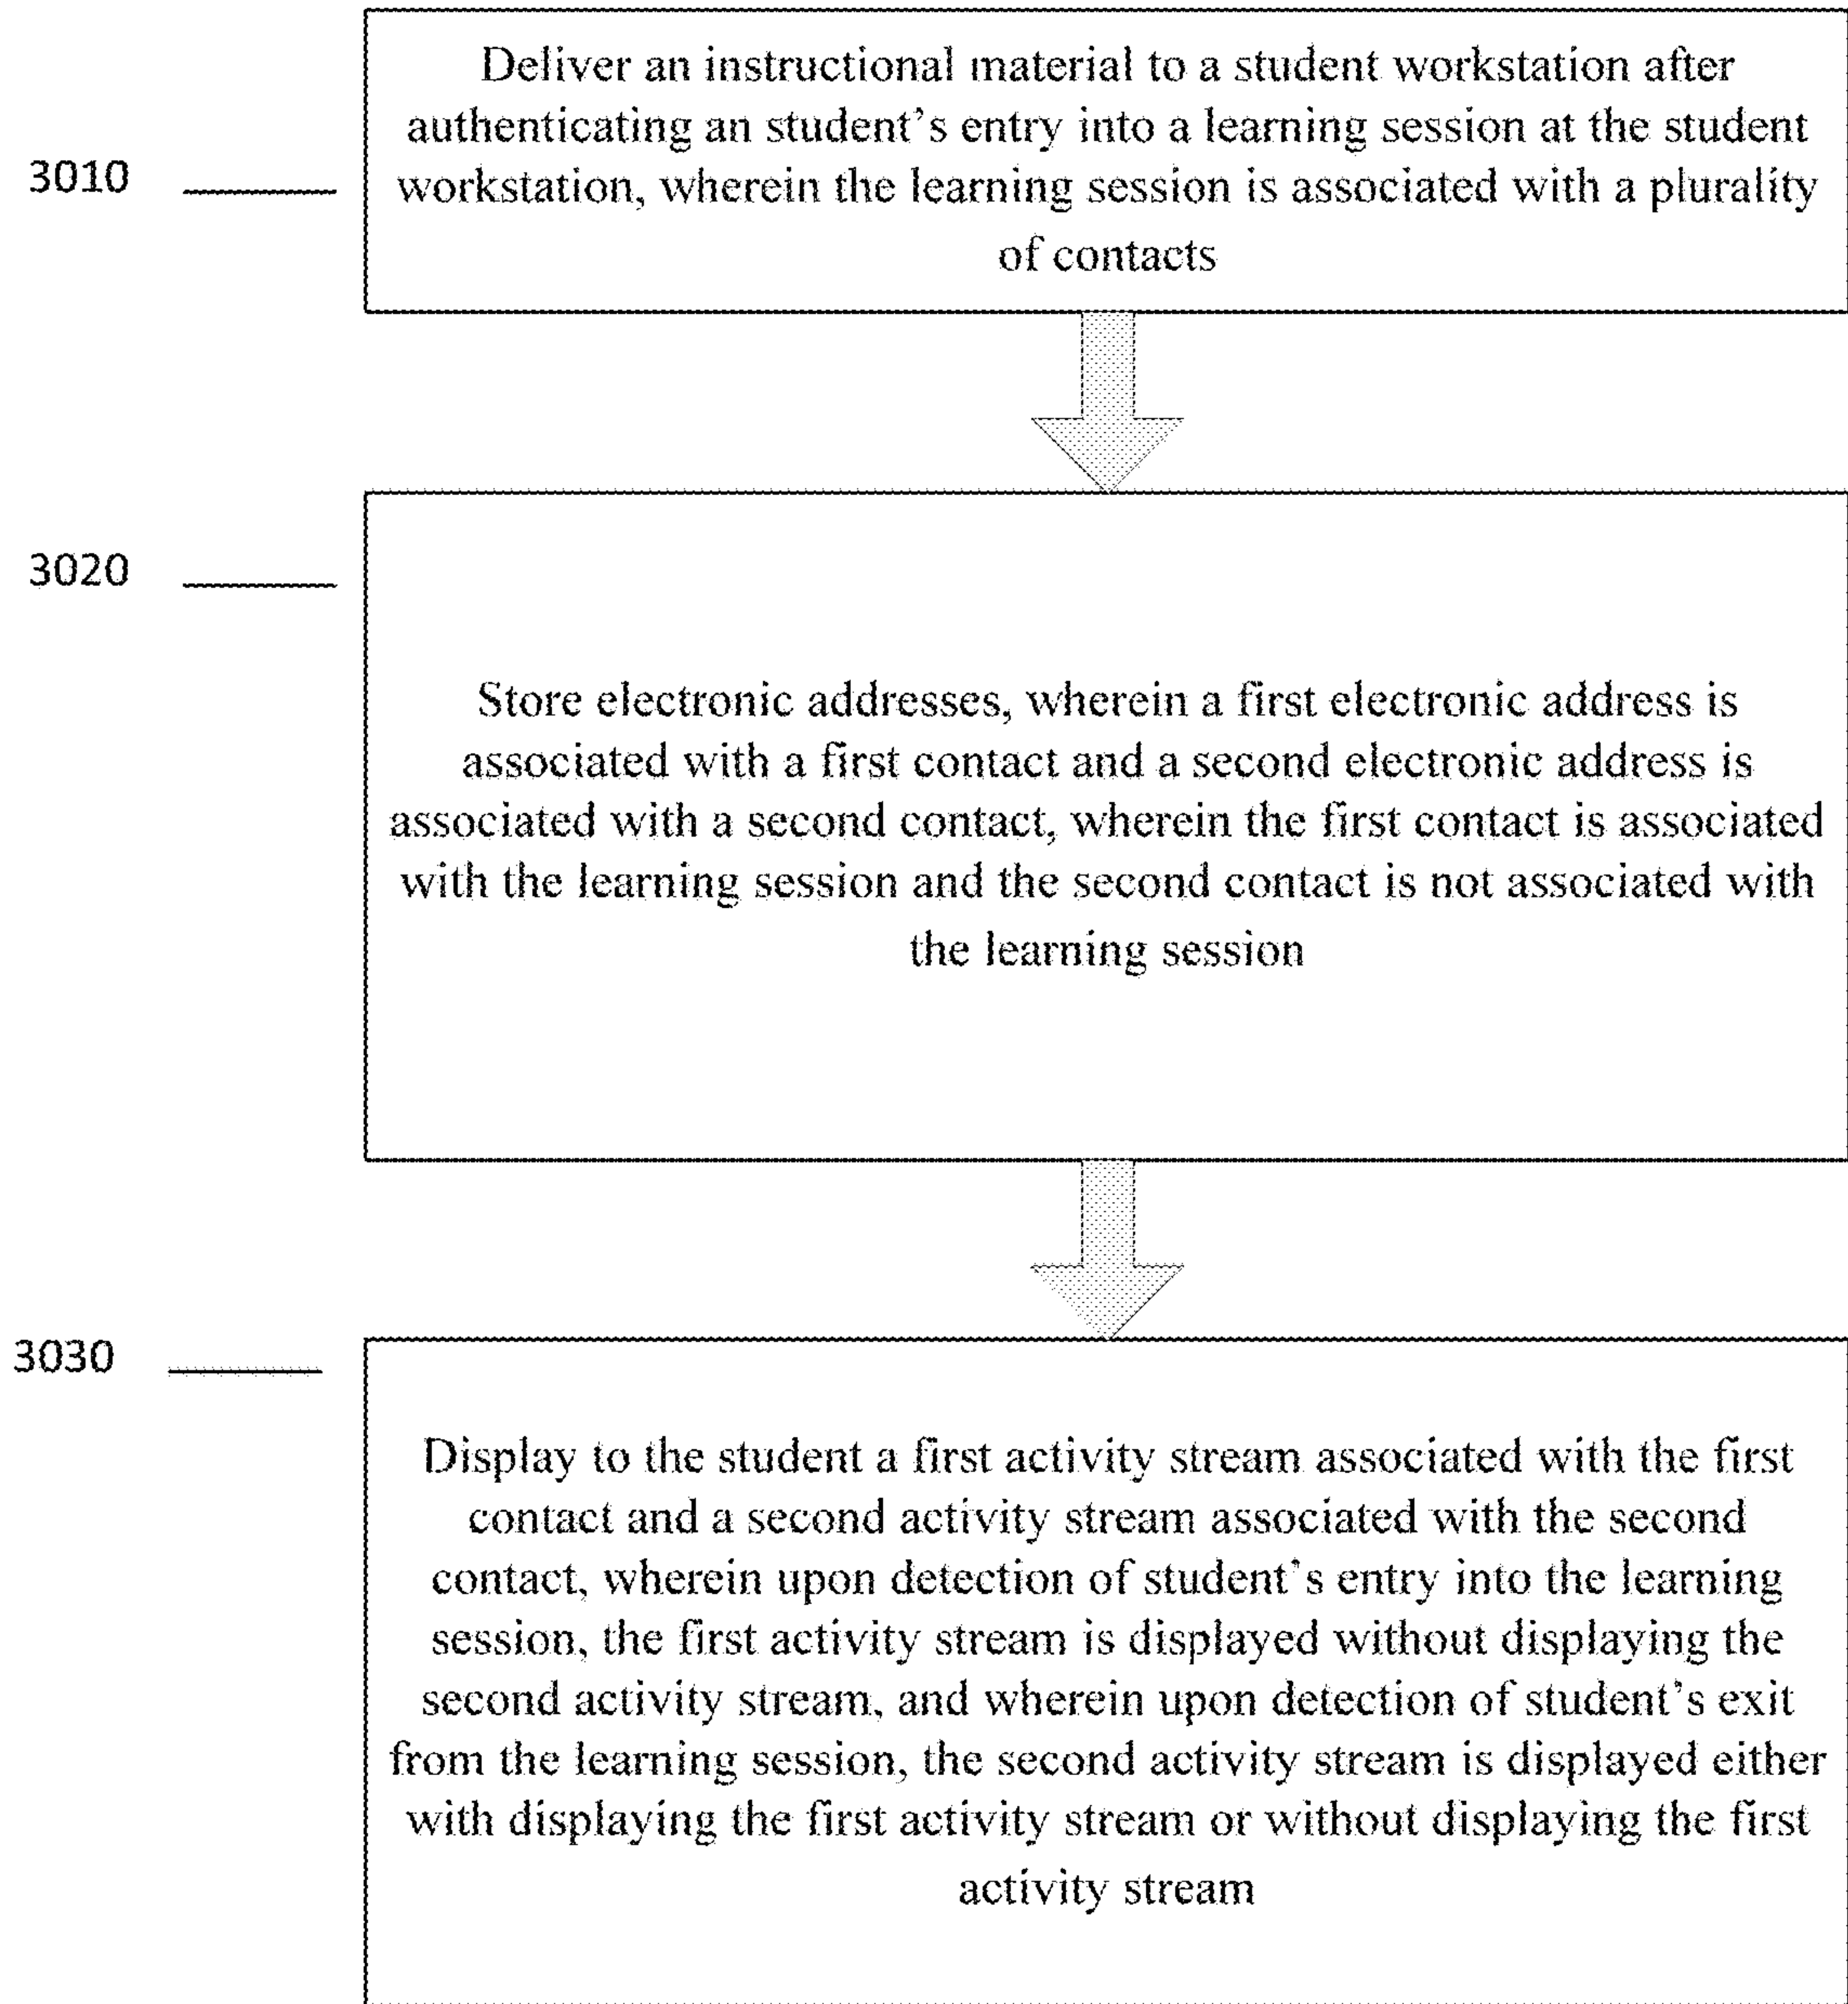 Deliver an instructional material to a student workstation after
authenticating an student's entry into a learning session at the student
3010
workstation, wherein the learning session is associated with a plurality
of contacts
3020
Store electronic addresses, wherein a first electronic address is
associated with a first contact and a second electronic address is
associated with a second contact, wherein the first contact is associated
with the learning session and the second contact is not associated with
the learning session
3030
Display to the student a first activity stream associated with the first
contact and a second activity stream associated with the second
contact, wherein upon detection of student's entry into the learning
session, the first activity stream is displayed without displaying the
second activity stream, and wherein upon detection of student's exit
from the learning session, the second activity stream is displayed either
with displaying the first activity stream or without displaying the first
activity stream